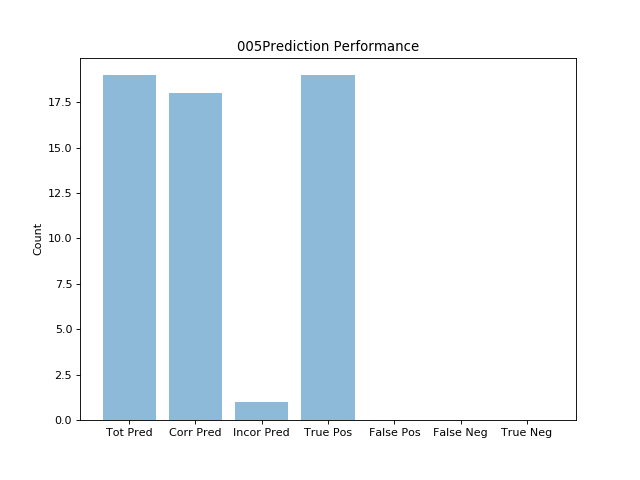 005Prediction Performance
Count
17.5
15.0
12.5
10.0
7.5
5.0
2.5
0.0
Tot Pred Corr Pred Incor Pred True Pos False Pos False Neg True Neg